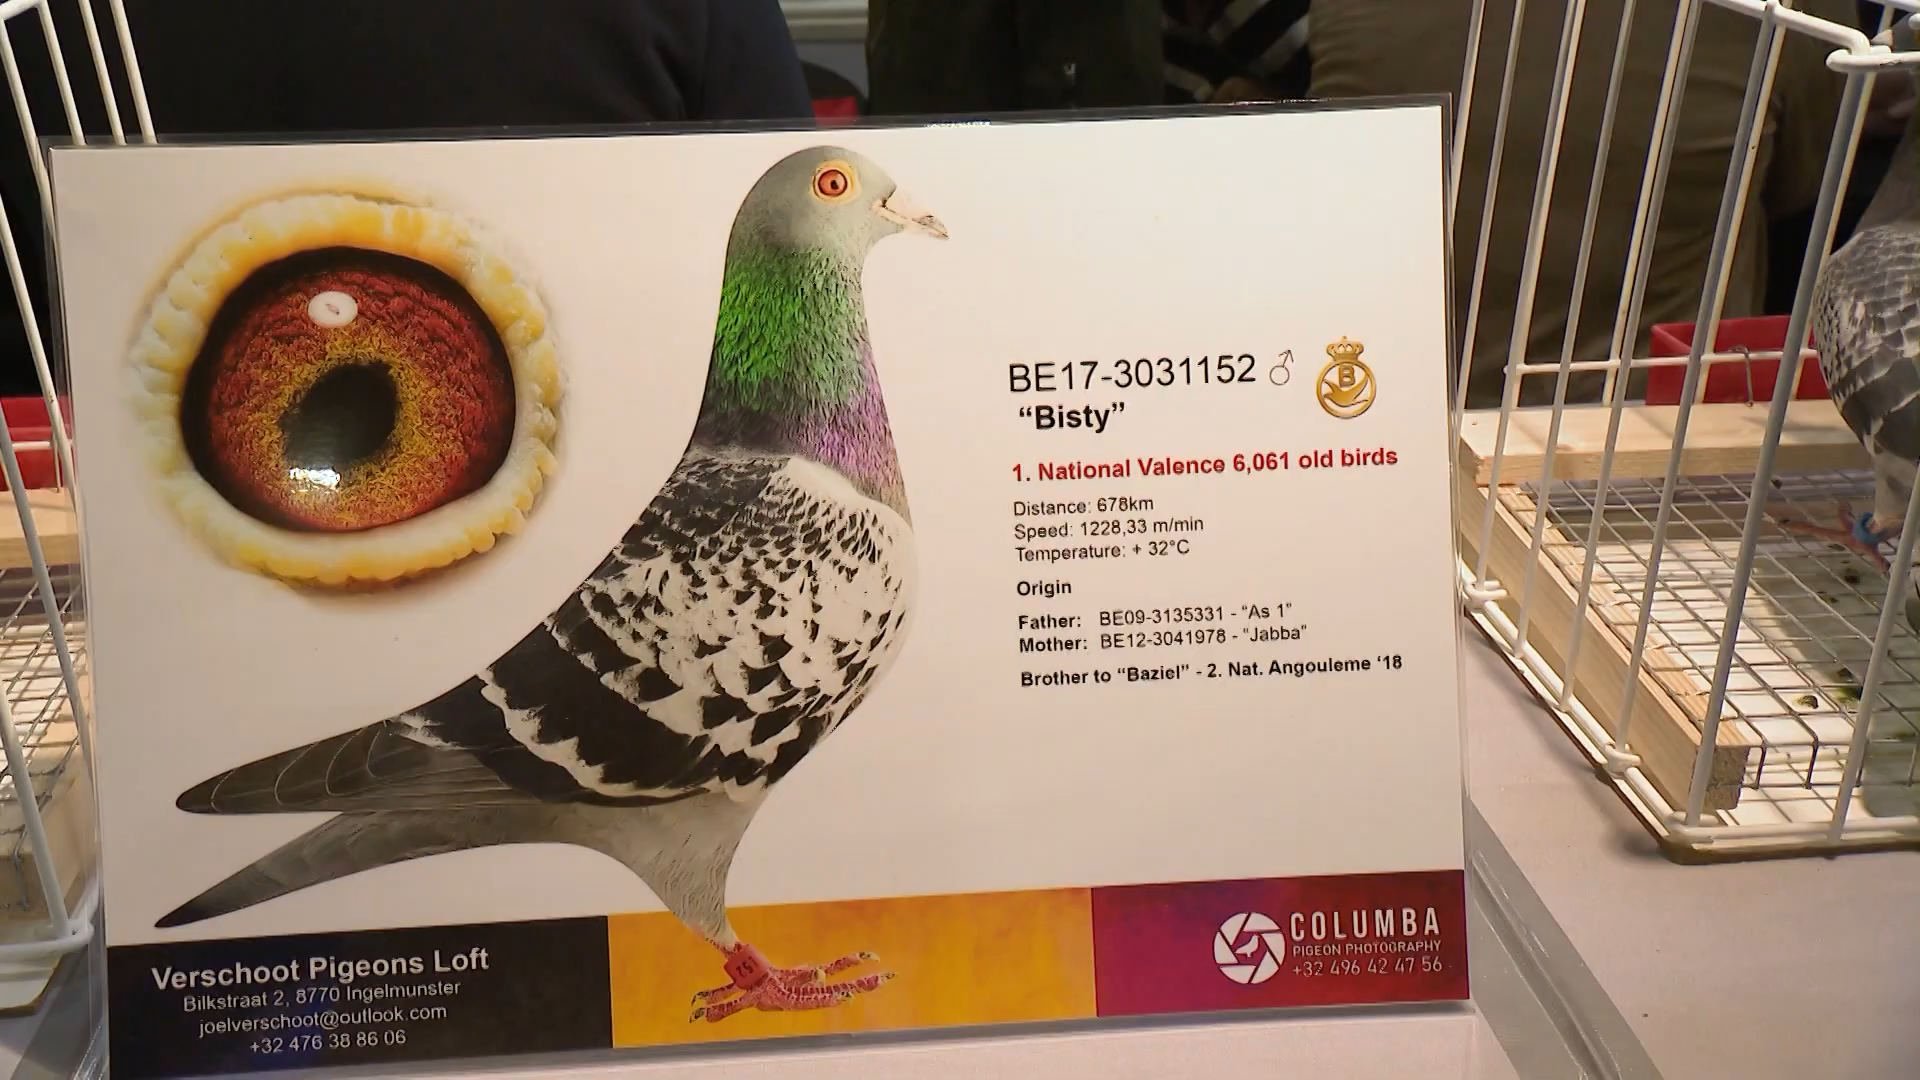 BE17-3031152 ♂
B
“Bisty”
1. National Valence 6,061 old birds
Distance: 678km
Speed: 1228,33 m/min
Temperature: + 32°C
Origin
Father: BE09-3135331 - “As 1”
Mother: BE12-3041978 - “Jabba”
Brother to “Baziel” - 2. Nat. Angouleme ‘18
152
Verschoot Pigeons Loft
Bilkstraat 2, 8770 Ingelmunster
joelverschoot@outlook.com
+32 476 38 86 06
COLUMBA
PIGEON PHOTOGRAPHY
+32 496 42 47 56